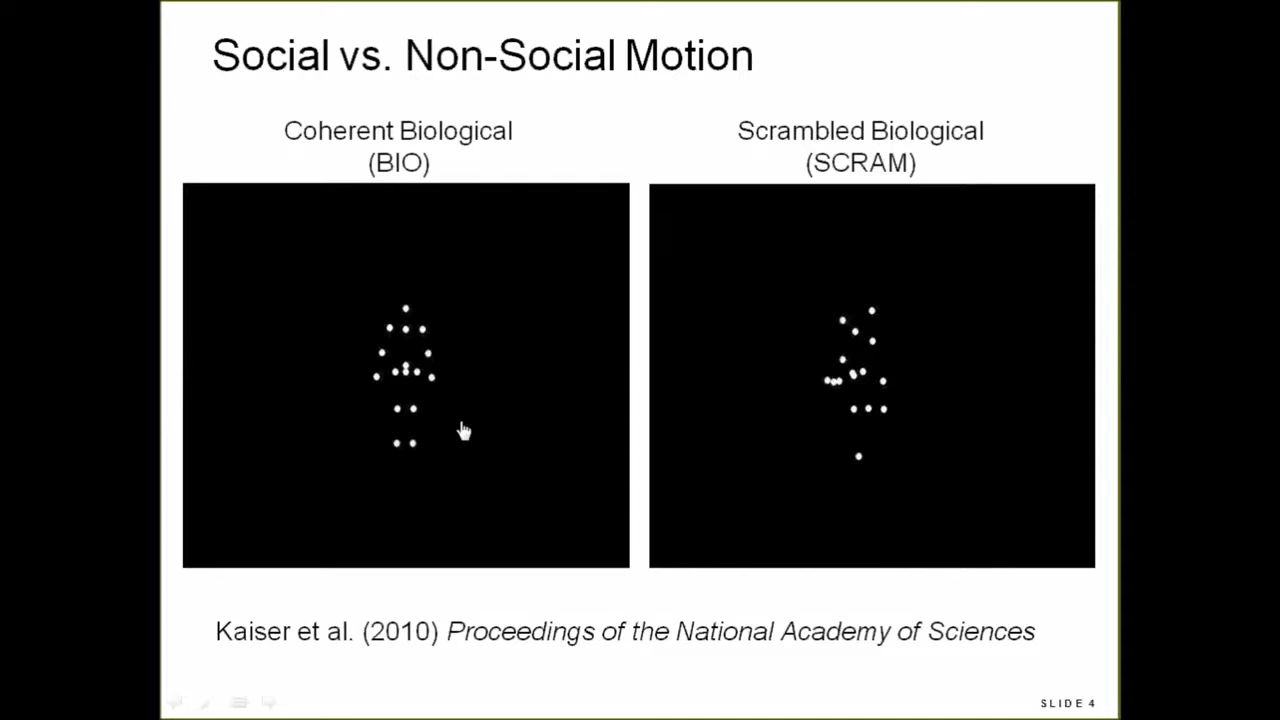 Social vs. Non-Social Motion
Coherent Biological
(BIO)
Scrambled Biological
(SCRAM)
Kaiser et al. (2010) Proceedings of the National Academy of Sciences
SLIDE 4